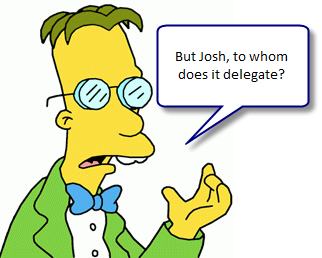 But Josh, to whom
does it delegate?